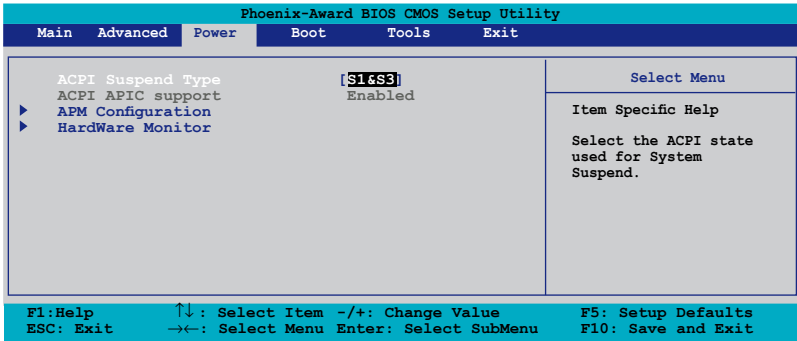 Phoenix-Award BIOS CMOS Setup Utility
Main Advanced Power Boot Tools Exit
ACPI Suspend Type [S1&S3]
ACPI APIC support Enabled
APM Configuration
HardWare Monitor
Select Menu
Item Specific Help
Select the ACPI state
used for System
Suspend.
F1:Help ↑↓: Select Item -/+: Change Value F5: Setup Defaults
ESC: Exit →←: Select Menu Enter: Select SubMenu F10: Save and Exit